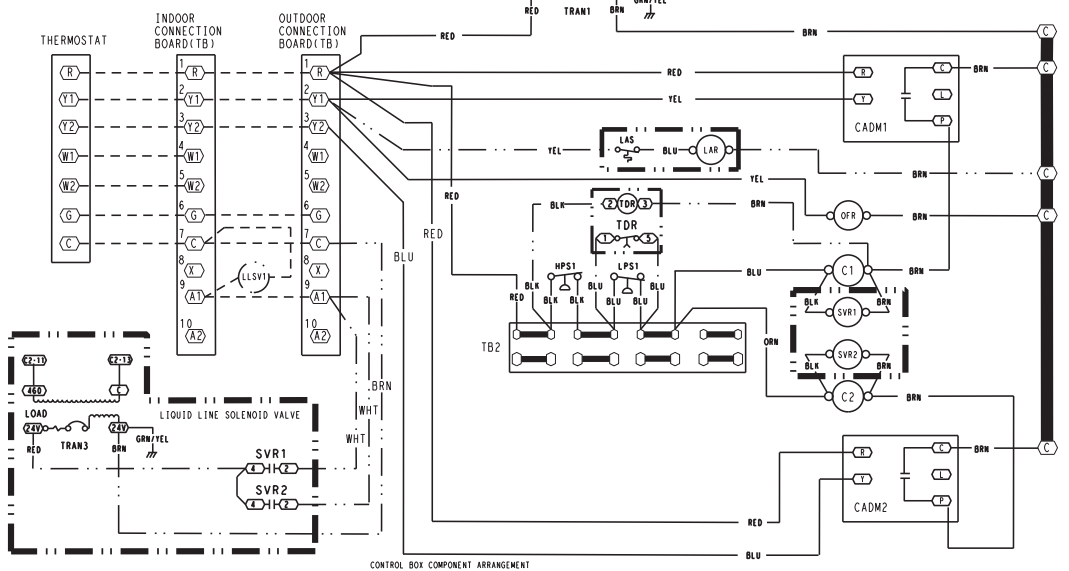 RED TRAN1 BRN GRN/YEL
INDOOR
CONNECTION
BOARD(TB)
OUTDOOR
CONNECTION
BOARD(TB)
THERMOSTAT
RED
BRN
C
R
Y1
Y2
W1
W2
G
C
1 R
2 Y1
3 Y2
4 W1
5 W2
6 G
7 C
8 X
9 A1
10 A2
LLSV1
1 R
2 Y1
3 Y2
4 W1
5 W2
6 G
7 C
8 X
9 A1
10 A2
RED
R
C
BRN
C
YEL
Y
L
P
CADM1
LAS
YEL
BLU
LAR
BRN
C
YEL
RED
RED
BLU
BLK
2 TDR 3
BRN
TDR
1 5
OFR
BRN
C
HPS1
LPS1
BLU
C1
BRN
RED
BLK
BLK
BLK
BLU
BLU
BLU
BLK
BRN
SVR1
TB2
ORN
SVR2
BLK
BRN
C2
BRN
C2-11
C2-13
460
C
LOAD
24V
24V
LIQUID LINE SOLENOID VALVE
RED
TRAN3
BRN
GRN/YEL
BRN
WHT
WHT
SVR1
4 2
SVR2
4 2
R
C
BRN
C
Y
L
P
CADM2
RED
BLU
CONTROL BOX COMPONENT ARRANGEMENT